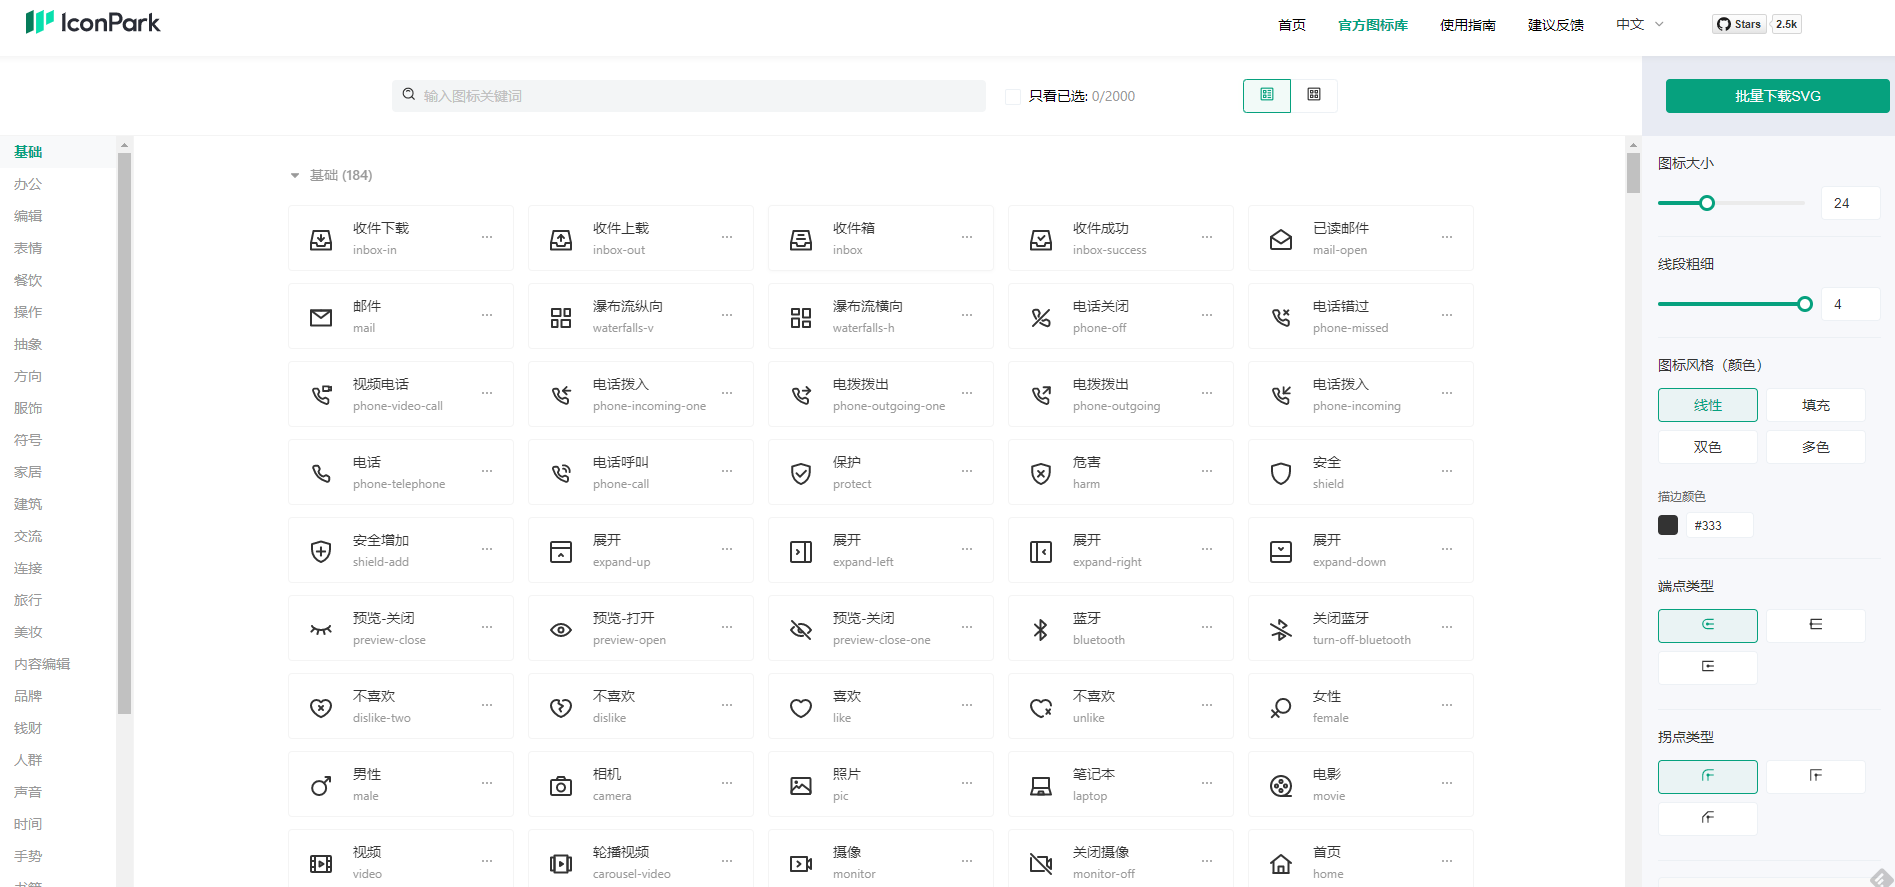 IconPark
首页
官方图标库
使用指南
建议反馈
中文
Stars
2.5k
输入图标关键词
只看已选: 0/2000
批量下载SVG
基础
办公
编辑
表情
餐饮
操作
抽象
方向
服饰
符号
家居
建筑
交流
连接
旅行
美妆
内容编辑
品牌
钱财
人群
声音
时间
手势
基础 (184)
收件下载
inbox-in
收件上载
inbox-out
收件箱
inbox
收件成功
inbox-success
已读邮件
mail-open
邮件
mail
瀑布流纵向
waterfalls-v
瀑布流横向
waterfalls-h
电话关闭
phone-off
电话错过
phone-missed
视频电话
phone-video-call
电话拨入
phone-incoming-one
电拨拨出
phone-outgoing-one
电拨拨出
phone-outgoing
电话拨入
phone-incoming
电话
phone-telephone
电话呼叫
phone-call
保护
protect
危害
harm
安全
shield
安全增加
shield-add
展开
expand-up
展开
expand-left
展开
expand-right
展开
expand-down
预览-关闭
preview-close
预览-打开
preview-open
预览-关闭
preview-close-one
蓝牙
bluetooth
关闭蓝牙
turn-off-bluetooth
不喜欢
dislike-two
不喜欢
dislike
喜欢
like
不喜欢
unlike
女性
female
男性
male
相机
camera
照片
pic
笔记本
laptop
电影
movie
视频
video
轮播视频
carousel-video
摄像
monitor
关闭摄像
monitor-off
首页
home
图标大小
24
线段粗细
4
图标风格（颜色）
线性
填充
双色
多色
描边颜色
#333
端点类型
拐点类型